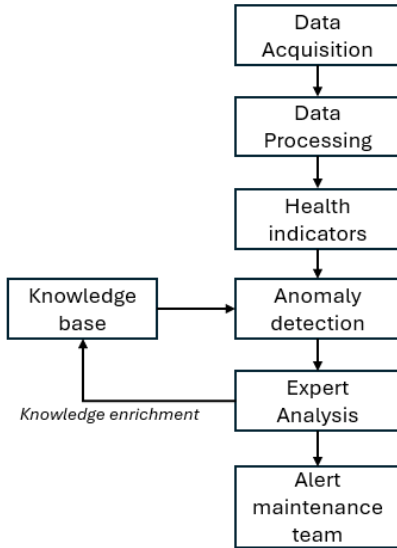 Data
Acquisition
Data
Processing
Health
indicators
Knowledge
base
Anomaly
detection
Knowledge enrichment
Expert
Analysis
Alert
maintenance
team